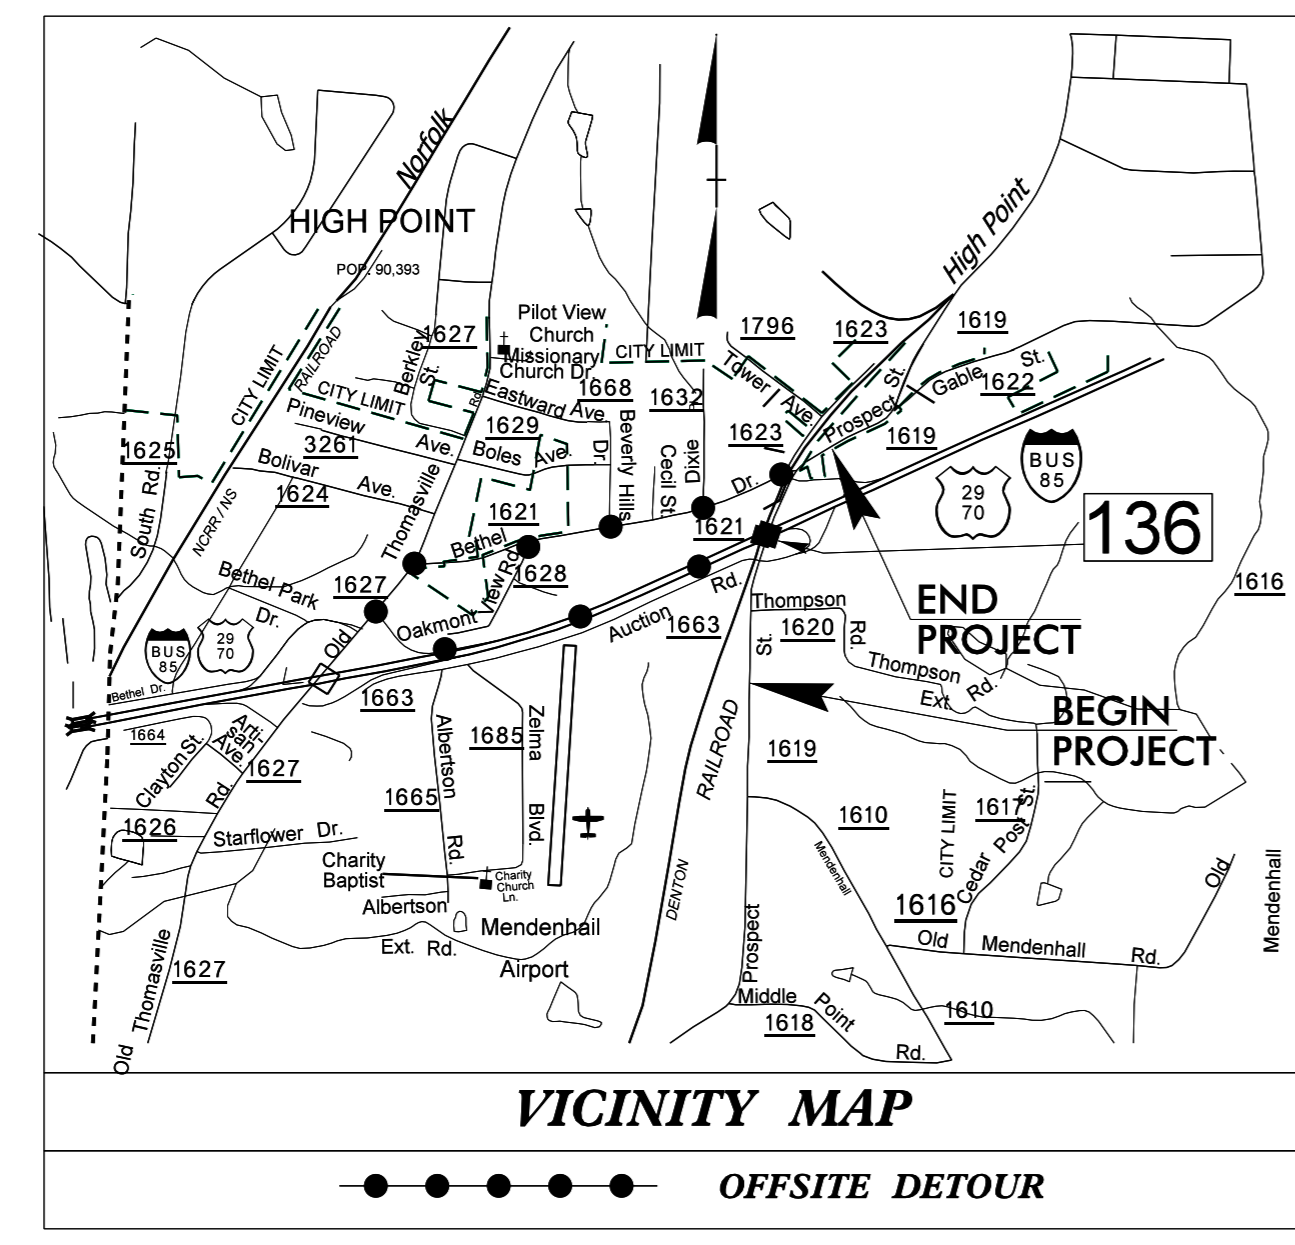 Norfolk
HIGH POINT
POP. 90,393
High Point
CITY LIMIT
RAILROAD
CITY LIMIT
Berkley
St.
1627
Pilot View
Church
Missionary
Church Dr.
CITY LIMIT
1796
1623
1619
Tower Ave.
St.
Gable St.
1622
Eastward Ave.
Rd.
1668
1632
Pineview Ave.
3261
1629
Boles Ave.
Beverly Hills Dr.
Cecil St.
Dixie
1623
Prospect
1619
1625
South Rd.
Bolivar Ave.
1624
Thomasville
NCRR / NS
1621
Bethel
Dr.
1621
29
70
BUS
85
136
1628
View Rd.
Oakmont
Bethel Park
Dr.
1627
Old
BUS
85
29
70
Bethel Dr.
Auction Rd.
1663
Thompson
Rd.
1620
St.
END
PROJECT
1616
Thompson
Ext. Rd.
BEGIN
PROJECT
1663
1664
Clayton St.
Arti-
san
Ave.
1627
Rd.
Albertson
Rd.
1685
Zelma
Blvd.
1665
RAILROAD
1619
1610
CITY LIMIT
1617
1626
Starflower Dr.
Charity
Baptist
Charity
Church
Ln.
Albertson
Ext. Rd.
Mendenhail
Airport
DENTON
Mendenhall
Cedar Post St.
1616
Old Mendenhall Rd.
Old
Mendenhall
1627
Old Thomasville
Prospect
Middle Point Rd.
1618
1610
VICINITY MAP
OFFSITE DETOUR